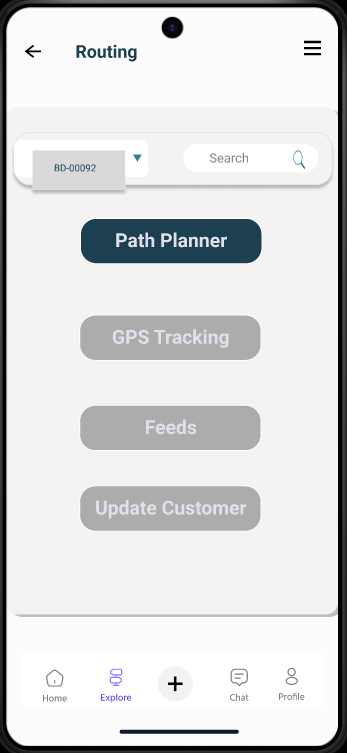 Routing
BD-00092
Search
Path Planner
GPS Tracking
Feeds
Update Customer
Home
Explore
Chat
Profile